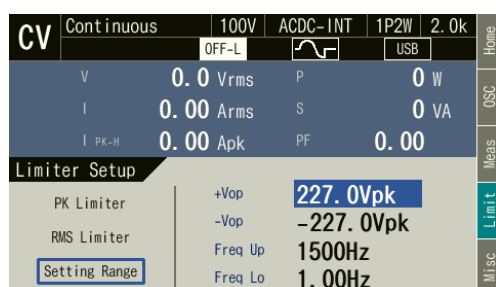 CV Continuous 100V ACDC-INT 1P2W 2.0k
OFF-L USB
V 0.0 Vrms P 0 W
I 0.00 Arms S 0 VA
I PK-H 0.00 Apk PF 0.00
Limiter Setup
PK Limiter
RMS Limiter
Setting Range
+Vop 227.0Vpk
-Vop -227.0Vpk
Freq Up 1500Hz
Freq Lo 1.00Hz
Home
OSC
Meas
Limit
Misc